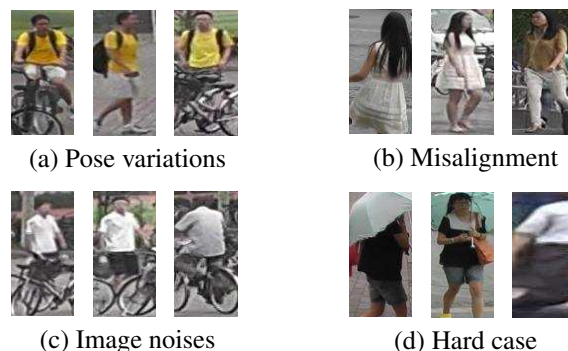 (a) Pose variations
(b) Misalignment
(c) Image noises
(d) Hard case